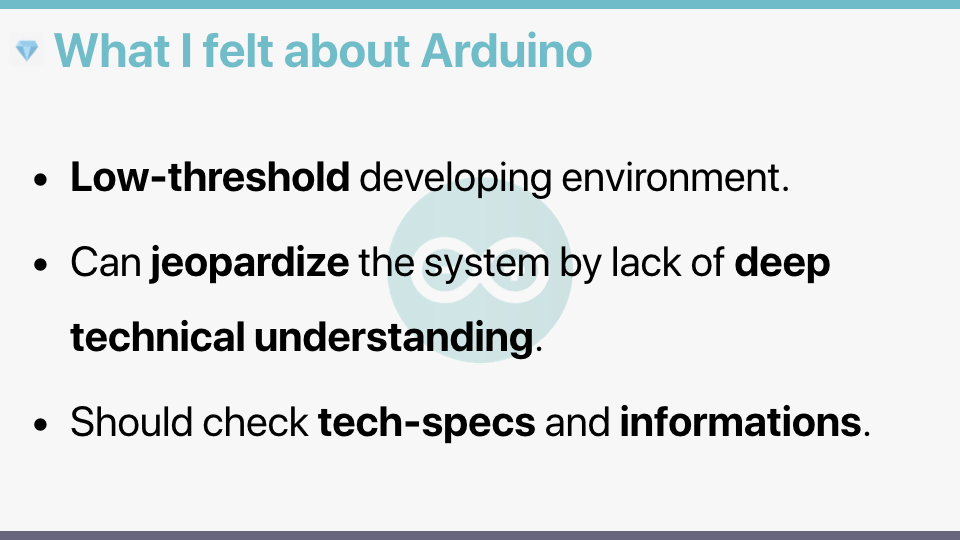 What I felt about Arduino
Low-threshold developing environment.
Can jeopardize the system by lack of deep
technical understanding.
Should check tech-specs and informations.